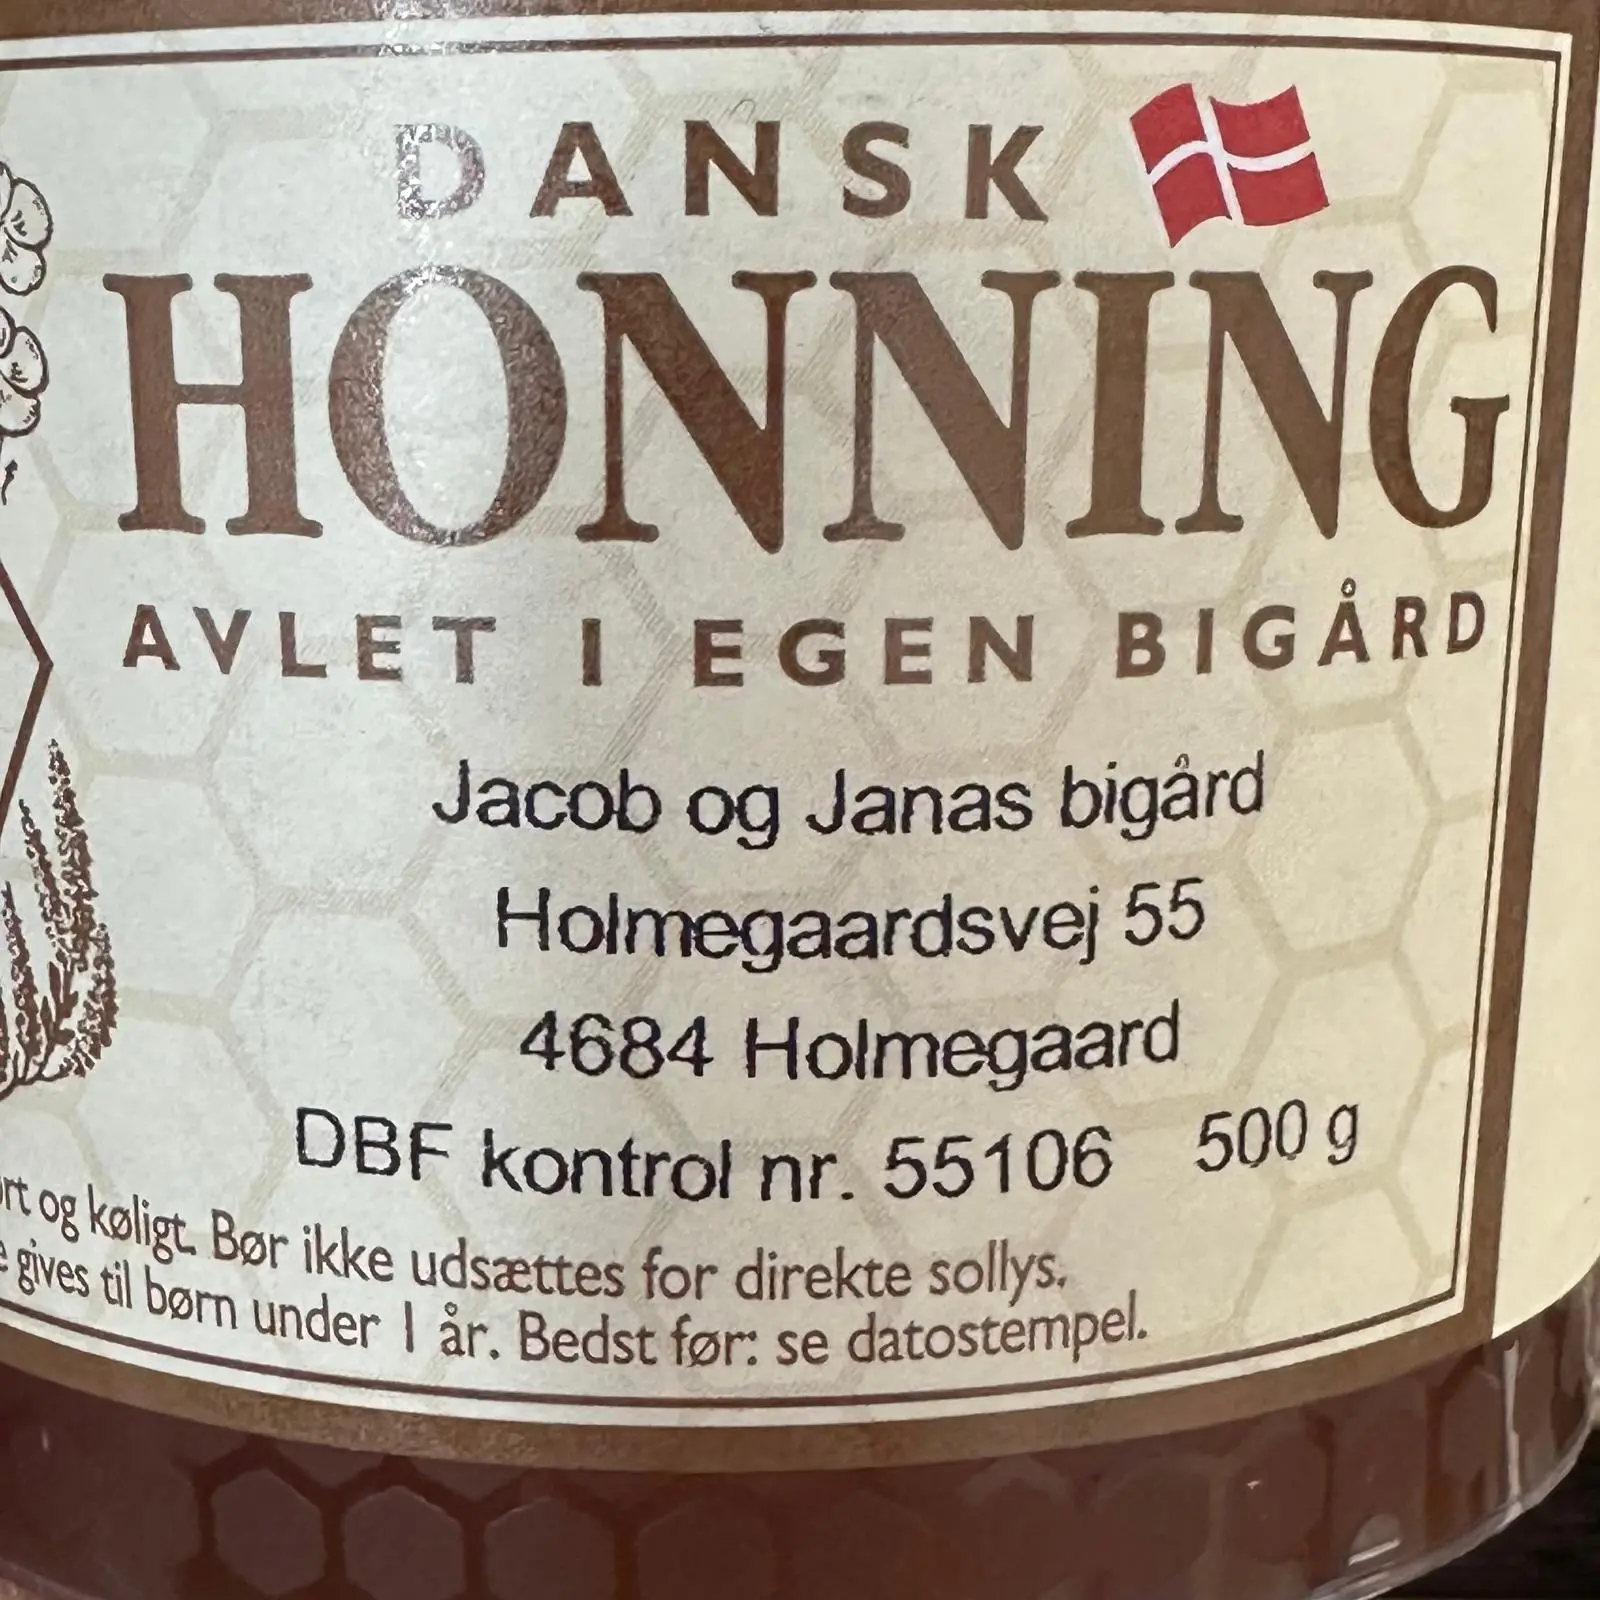 DANSK
HONNING
AVLET I EGEN BIGÅRD
Jacob og Janas bigård
Holmegaardsvej 55
4684 Holmegaard
DBF kontrol nr. 55106 500 g
og køligt. Bør ikke udsættes for direkte sollys.
gives til børn under 1 år. Bedst før: se datostempel.